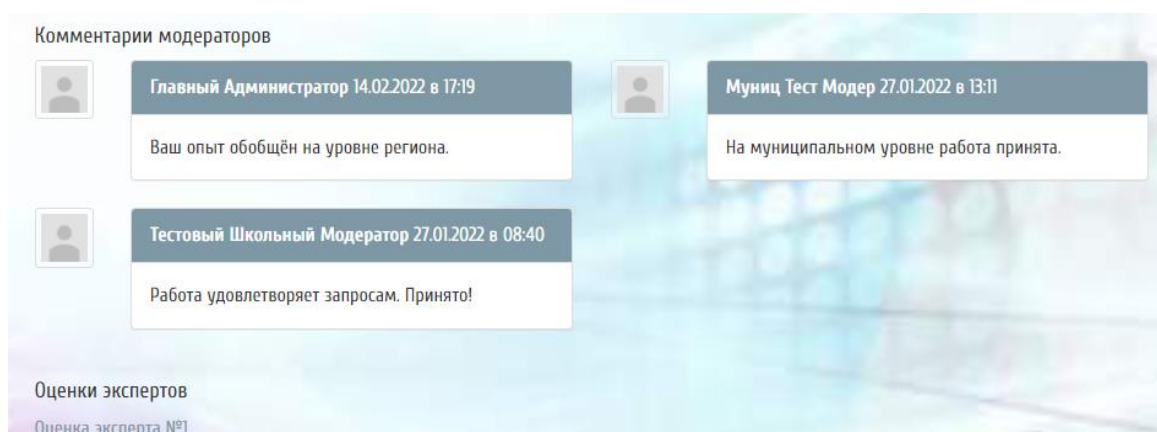 Комментарии модераторов
Главный Администратор 14.02.2022 в 17:19
Ваш опыт обобщён на уровне региона.
Муниц Тест Модер 27.01.2022 в 13:11
На муниципальном уровне работа принята.
Тестовый Школьный Модератор 27.01.2022 в 08:40
Работа удовлетворяет запросам. Принято!
Оценки экспертов
Оценка эксперта №1